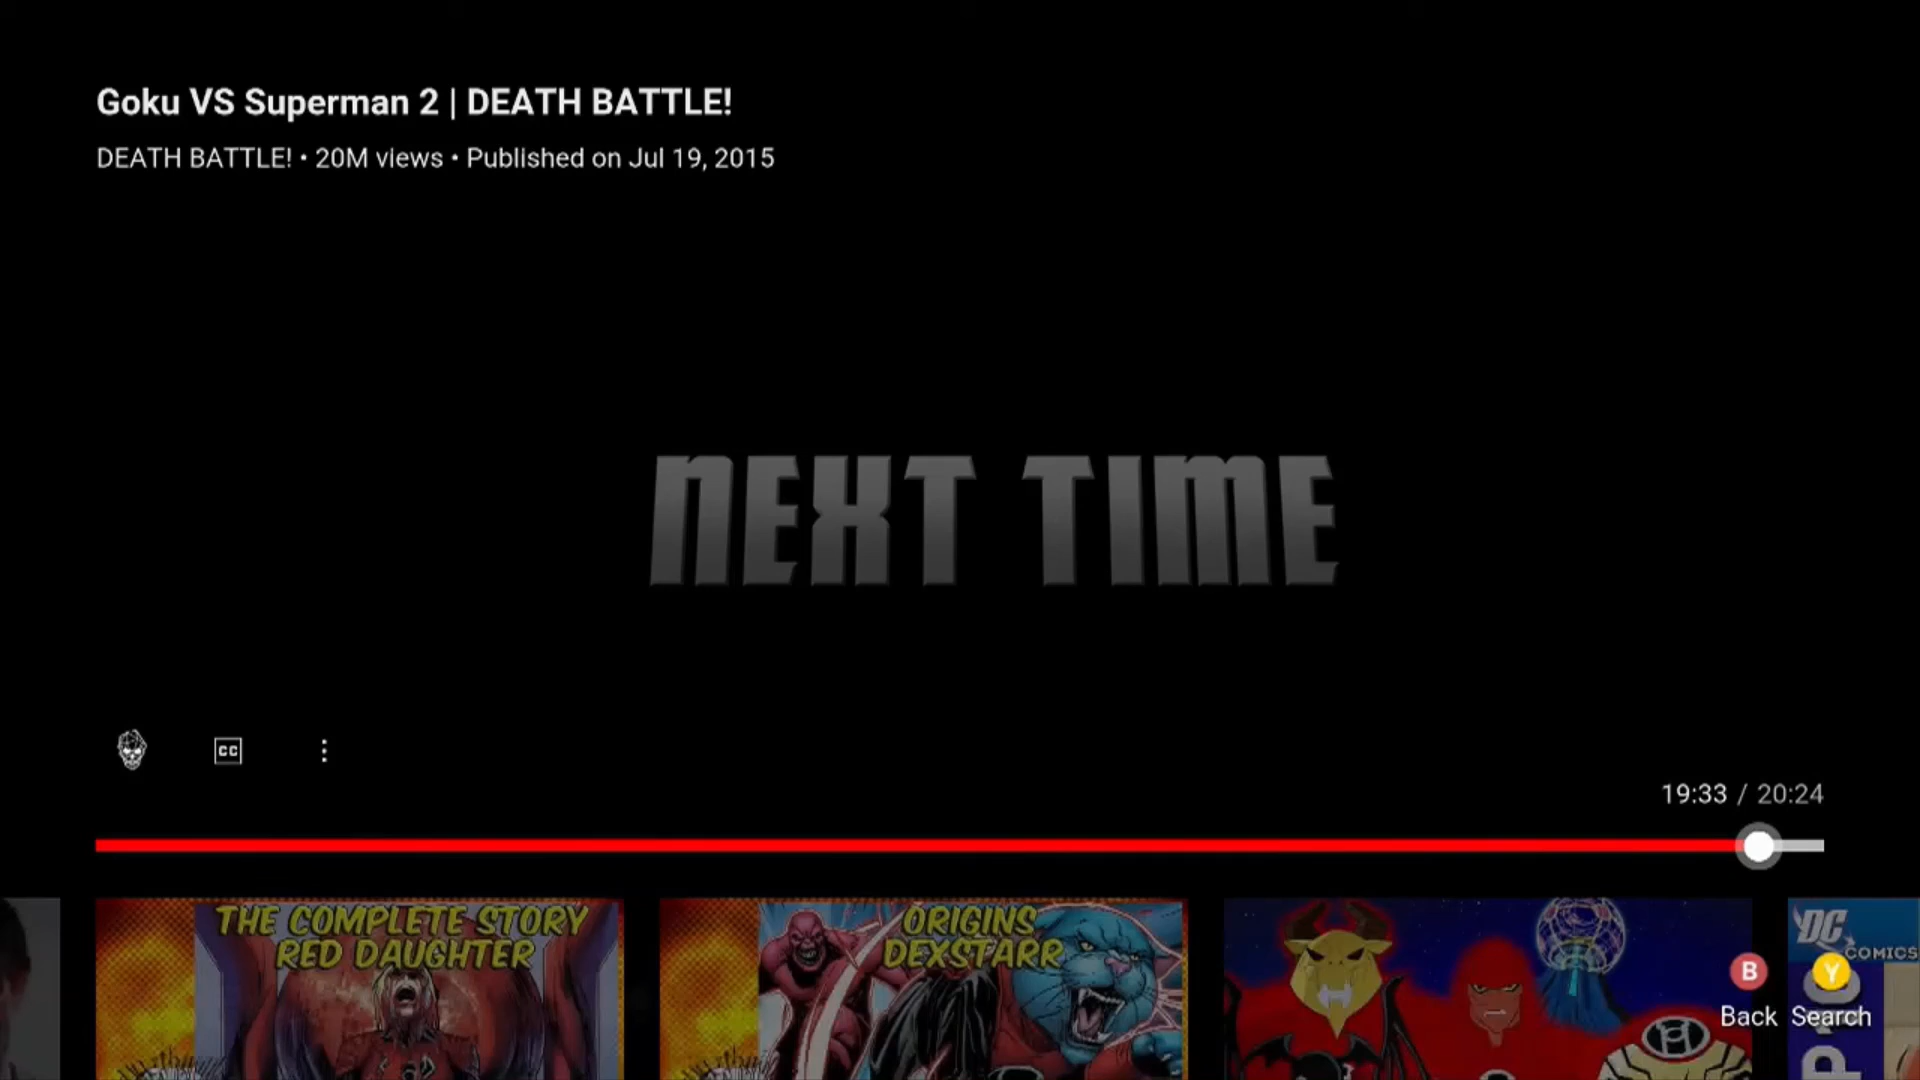 Goku VS Superman 2 | DEATH BATTLE!
DEATH BATTLE! • 20M views • Published on Jul 19, 2015
NEXT TIME
CC
19:33 / 20:24
THE COMPLETE STORY
RED DAUGHTER
ORIGINS
DEXSTARR
DC
COMICS
B
Y
Back
Search